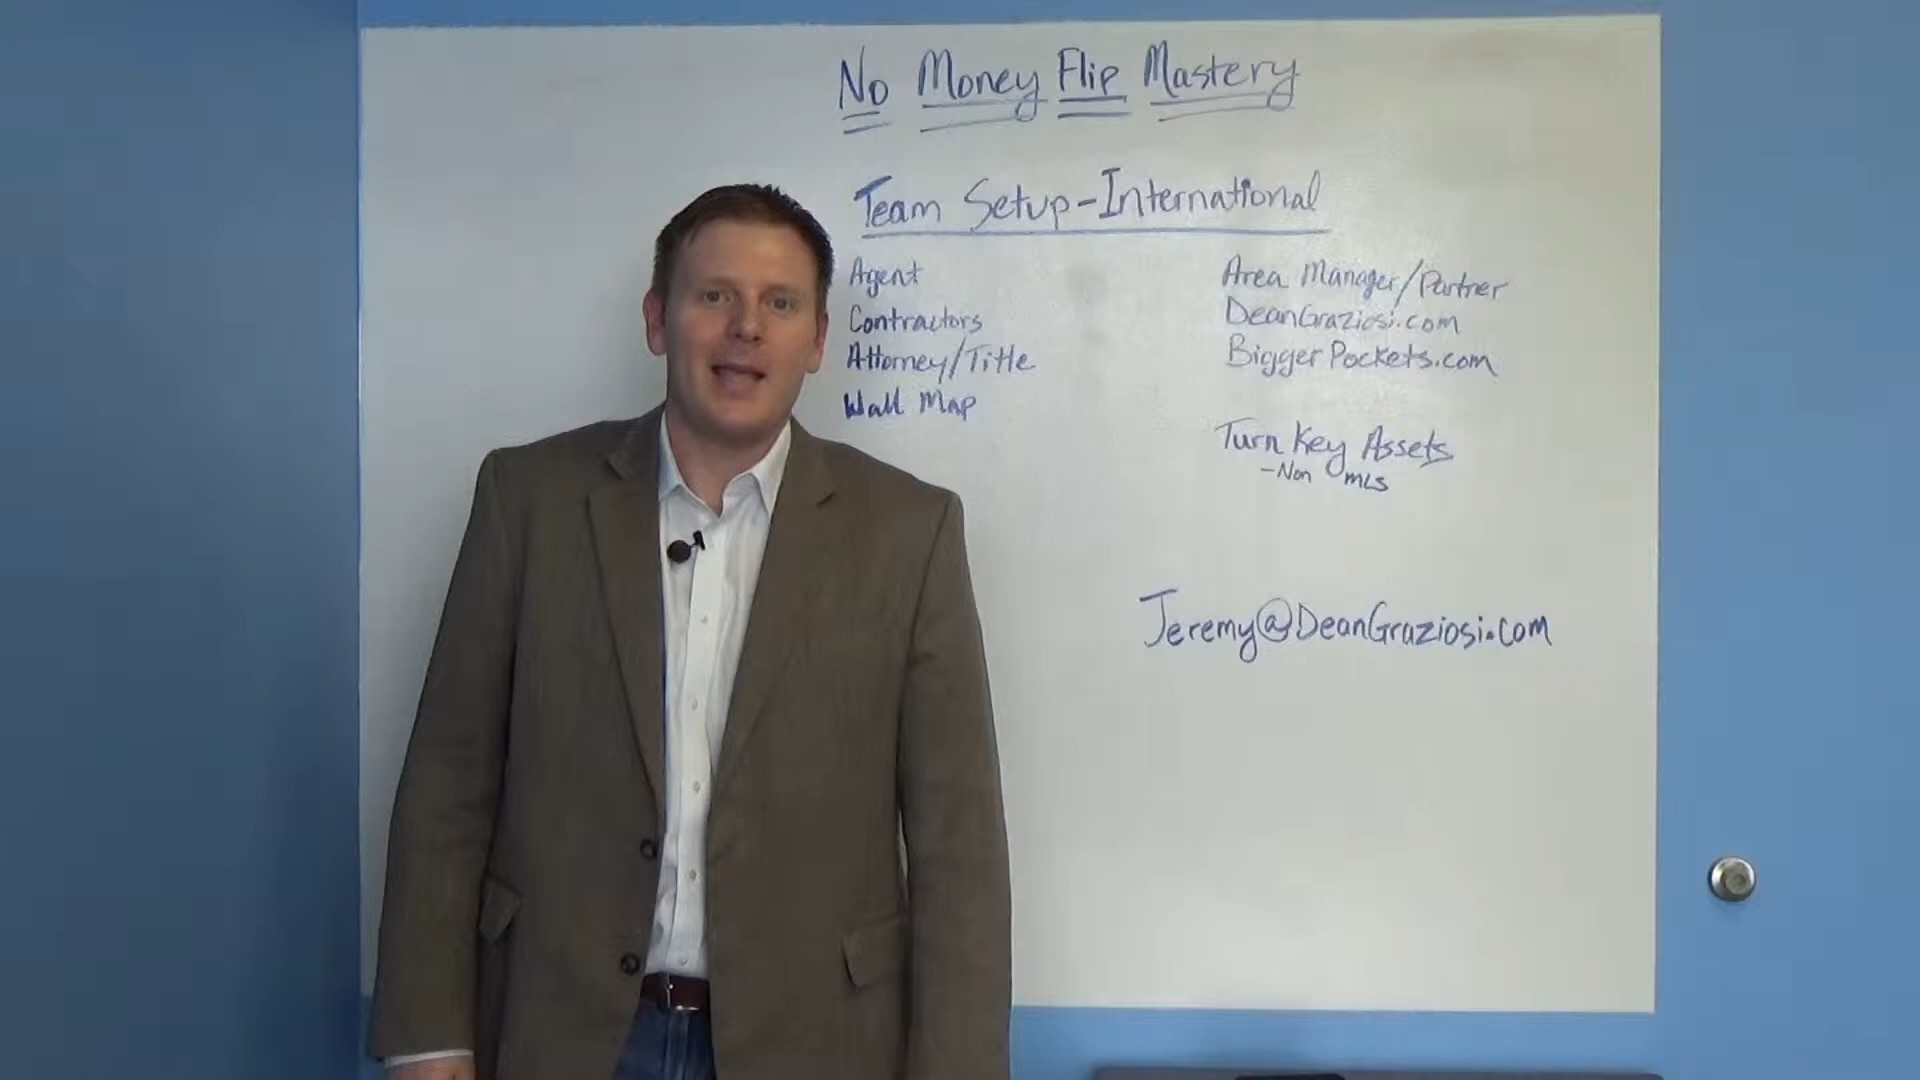 No Money Flip Mastery
Team Setup-International
Agent
Contractors
Attorney/Title
Wall Map
Area Manager/Partner
DeanGraziosi.com
BiggerPockets.com
Turn Key Assets
-Non MLS
Jeremy@DeanGraziosi.com